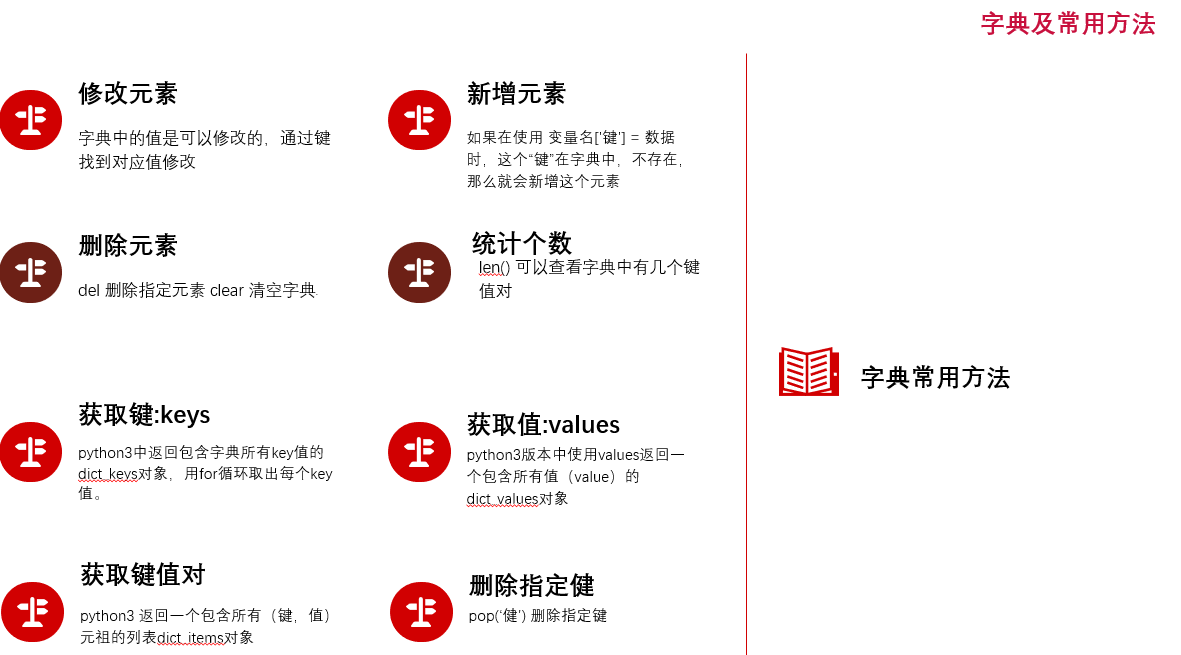 字典及常用方法
修改元素
字典中的值是可以修改的，通过键
找到对应值修改
新增元素
如果在使用 变量名['键'] = 数据
时，这个“键”在字典中，不存在，
那么就会新增这个元素
删除元素
del 删除指定元素 clear 清空字典
统计个数
len() 可以查看字典中有几个键
值对
获取键:keys
python3中返回包含字典所有key值的
dict_keys对象，用for循环取出每个key
值。
获取值:values
python3版本中使用values返回一
个包含所有值（value）的
dict_values对象
获取键值对
python3 返回一个包含所有（键，值）
元祖的列表dict_items对象
删除指定健
pop(‘健’) 删除指定键
字典常用方法